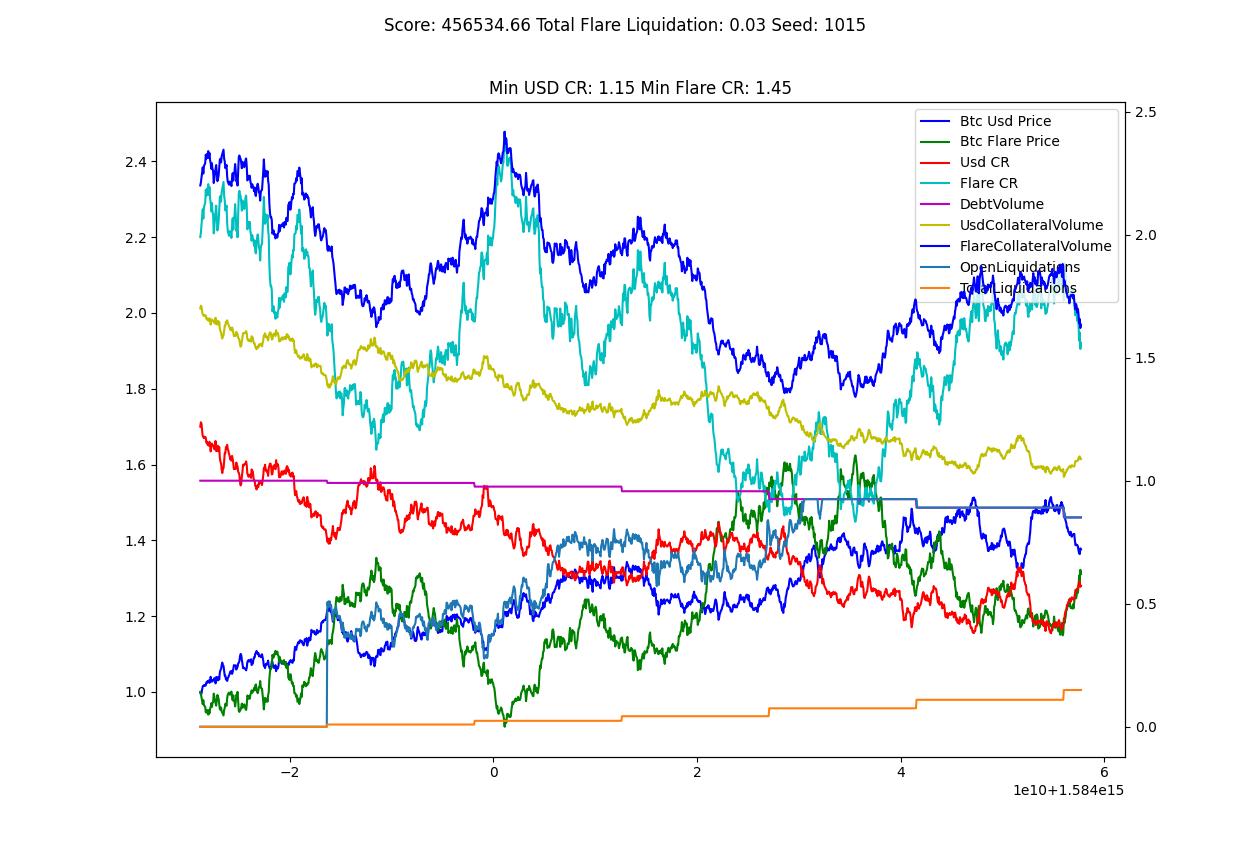 Score: 456534.66 Total Flare Liquidation: 0.03 Seed: 1015
Min USD CR: 1.15 Min Flare CR: 1.45
2.4
2.2
2.0
1.8
1.6
1.4
1.2
1.0
2.5
2.0
1.5
1.0
0.5
0.0
Btc Usd Price
Btc Flare Price
Usd CR
Flare CR
DebtVolume
UsdCollateralVolume
FlareCollateralVolume
OpenLiquidations
TotalLiquidations
−2
0
2
4
6
1e10+1.584e15